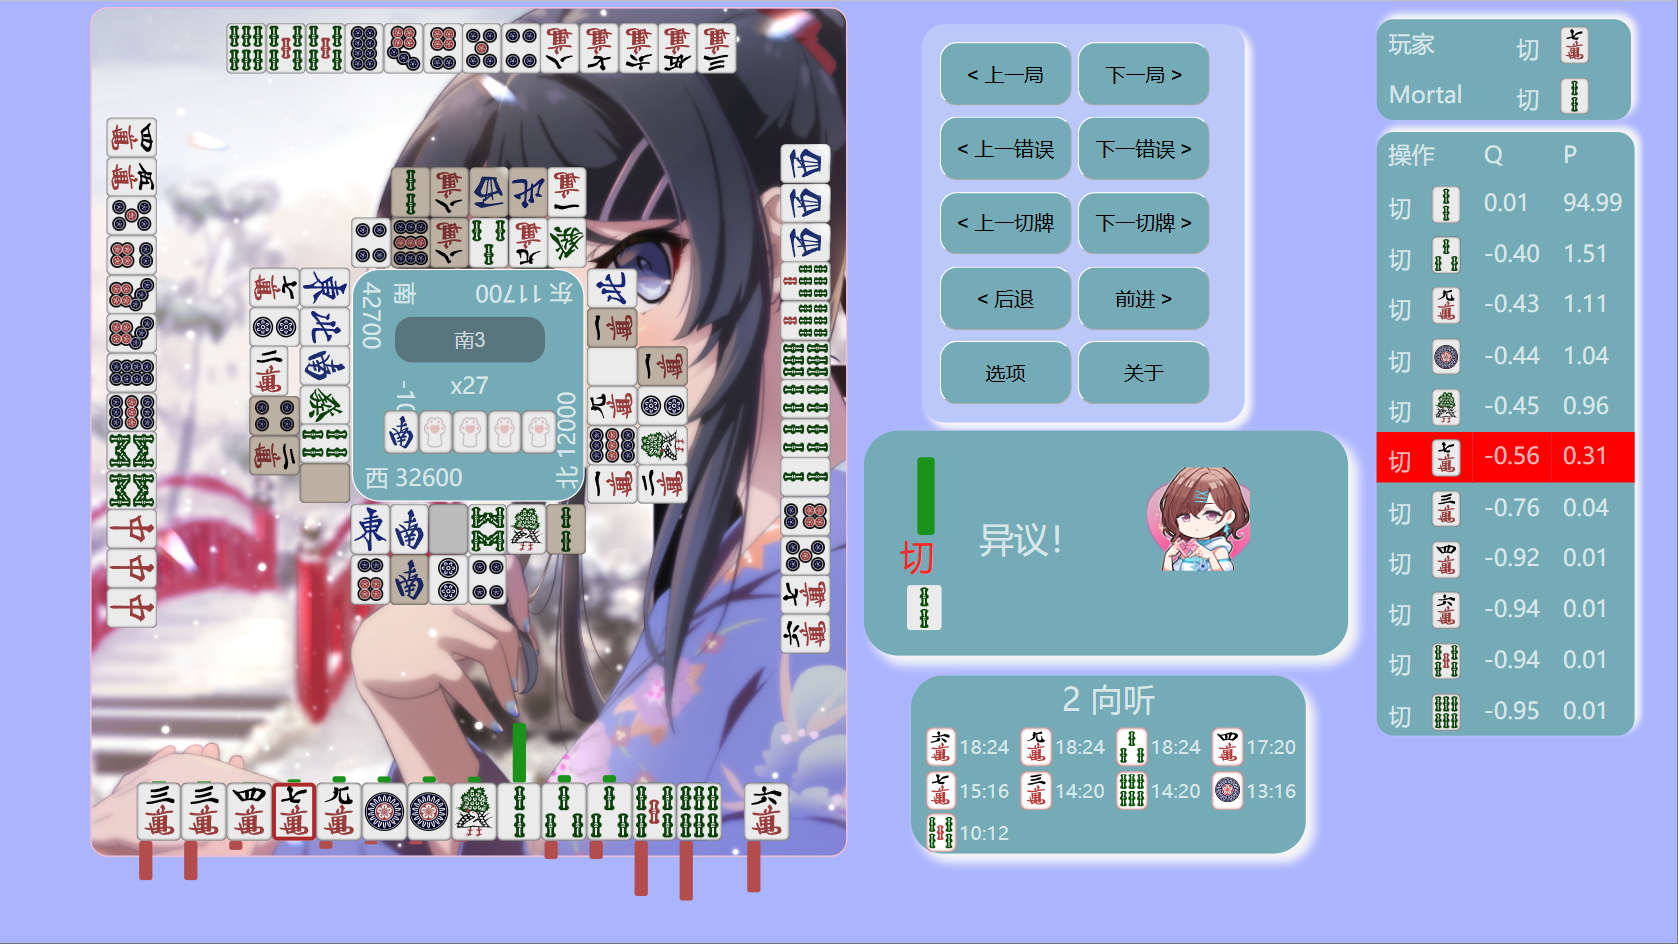 < 上一局
下一局 >
< 上一错误
下一错误 >
< 上一切牌
下一切牌 >
< 后退
前进 >
选项
关于
玩家 切
Mortal 切
操作 Q P
切 0.01 94.99
切 -0.40 1.51
切 -0.43 1.11
切 -0.44 1.04
切 -0.45 0.96
切 -0.56 0.31
切 -0.76 0.04
切 -0.92 0.01
切 -0.94 0.01
切 -0.94 0.01
切 -0.95 0.01
异议！
切
2 向听
18:24 18:24 18:24 17:20
15:16 14:20 14:20 13:16
10:12
东 11700
南 42700
南3
x27
北 12000
西 32600